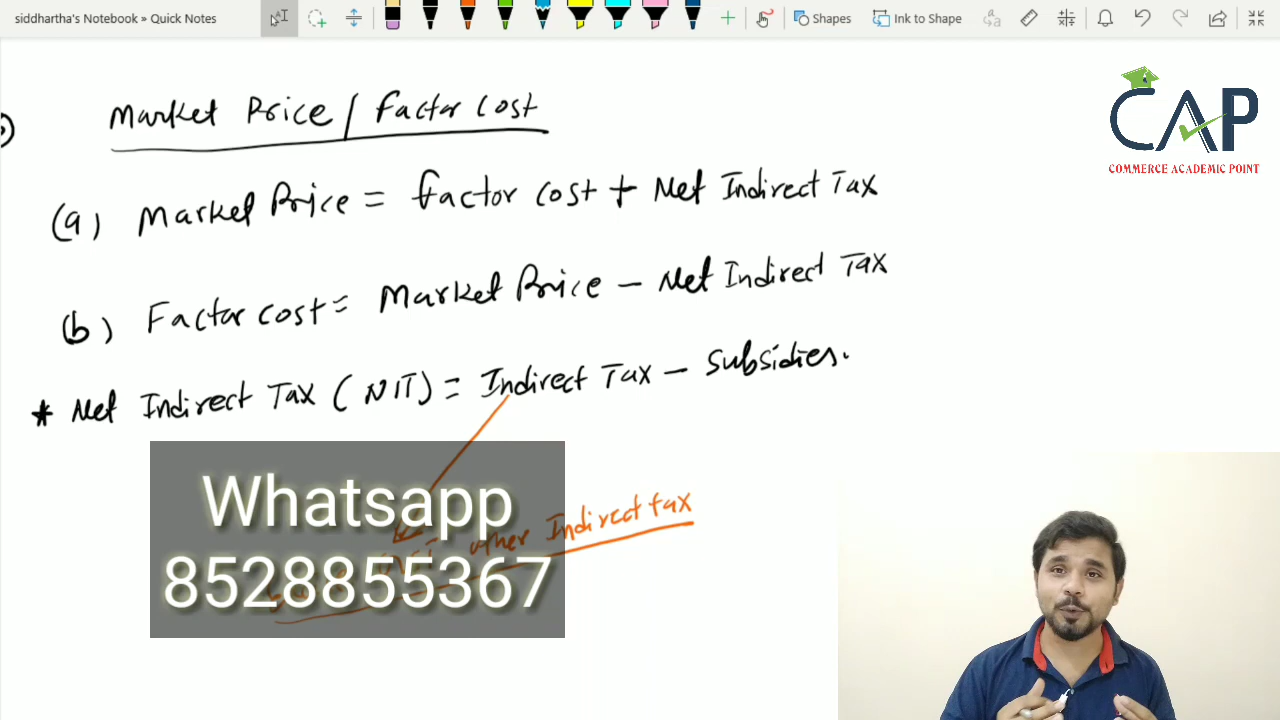 siddhartha's Notebook » Quick Notes
Shapes
Ink to Shape
Market Price / Factor Cost
CAP
COMMERCE ACADEMIC POINT
(a) Market Price = factor cost + Net Indirect Tax
(b) Factor cost = Market Price - Net Indirect Tax
* Net Indirect Tax (NIT) = Indirect Tax - Subsidies.
Whatsapp
other Indirect tax
8528855367